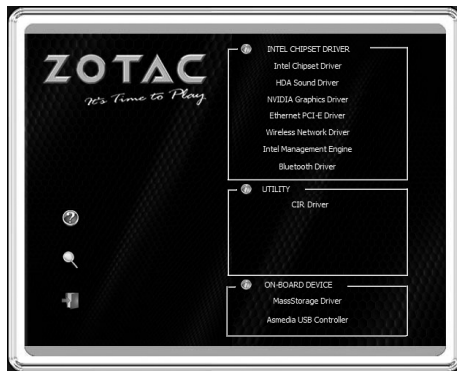 ZOTAC
It's Time to Play
INTEL CHIPSET DRIVER
Intel Chipset Driver
HDA Sound Driver
NVIDIA Graphics Driver
Ethernet PCI-E Driver
Wireless Network Driver
Intel Management Engine
Bluetooth Driver
UTILITY
CIR Driver
ON-BOARD DEVICE
MassStorage Driver
Asmedia USB Controller